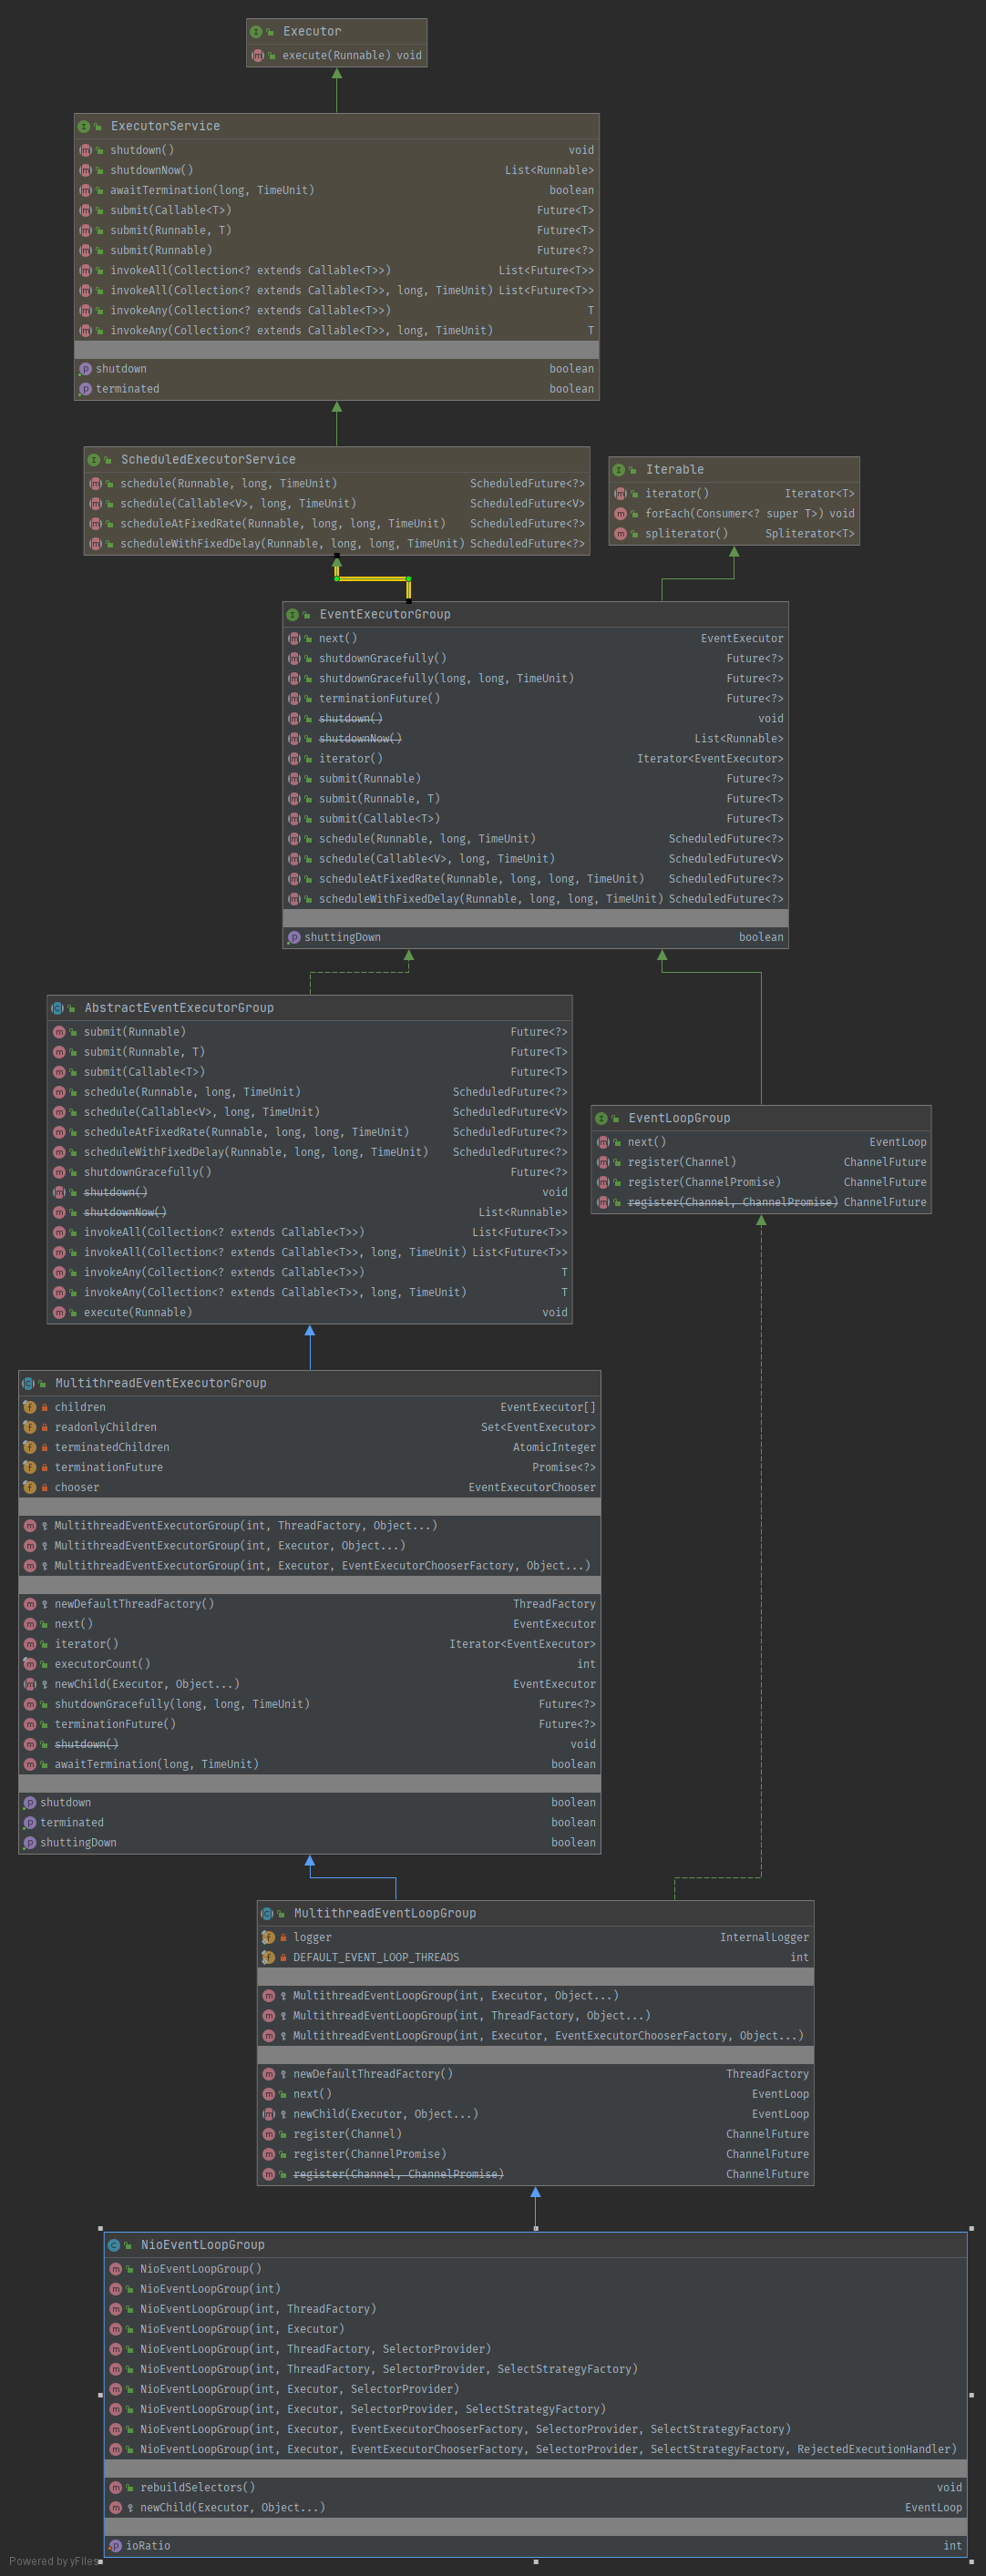 Executor
execute(Runnable) void
ExecutorService
shutdown() void
shutdownNow() List<Runnable>
awaitTermination(long, TimeUnit) boolean
submit(Callable<T>) Future<T>
submit(Runnable, T) Future<T>
submit(Runnable) Future<?>
invokeAll(Collection<? extends Callable<T>>) List<Future<T>>
invokeAll(Collection<? extends Callable<T>>, long, TimeUnit) List<Future<T>>
invokeAny(Collection<? extends Callable<T>>) T
invokeAny(Collection<? extends Callable<T>>, long, TimeUnit) T
shutdown boolean
terminated boolean
ScheduledExecutorService
schedule(Runnable, long, TimeUnit) ScheduledFuture<?>
schedule(Callable<V>, long, TimeUnit) ScheduledFuture<V>
scheduleAtFixedRate(Runnable, long, long, TimeUnit) ScheduledFuture<?>
scheduleWithFixedDelay(Runnable, long, long, TimeUnit) ScheduledFuture<?>
Iterable
iterator() Iterator<T>
forEach(Consumer<? super T>) void
spliterator() Spliterator<T>
EventExecutorGroup
next() EventExecutor
shutdownGracefully() Future<?>
shutdownGracefully(long, long, TimeUnit) Future<?>
terminationFuture() Future<?>
shutdown() void
shutdownNow() List<Runnable>
iterator() Iterator<EventExecutor>
submit(Runnable) Future<?>
submit(Runnable, T) Future<T>
submit(Callable<T>) Future<T>
schedule(Runnable, long, TimeUnit) ScheduledFuture<?>
schedule(Callable<V>, long, TimeUnit) ScheduledFuture<V>
scheduleAtFixedRate(Runnable, long, long, TimeUnit) ScheduledFuture<?>
scheduleWithFixedDelay(Runnable, long, long, TimeUnit) ScheduledFuture<?>
shuttingDown boolean
AbstractEventExecutorGroup
submit(Runnable) Future<?>
submit(Runnable, T) Future<T>
submit(Callable<T>) Future<T>
schedule(Runnable, long, TimeUnit) ScheduledFuture<?>
schedule(Callable<V>, long, TimeUnit) ScheduledFuture<V>
scheduleAtFixedRate(Runnable, long, long, TimeUnit) ScheduledFuture<?>
scheduleWithFixedDelay(Runnable, long, long, TimeUnit) ScheduledFuture<?>
shutdownGracefully() Future<?>
shutdown() void
shutdownNow() List<Runnable>
invokeAll(Collection<? extends Callable<T>>) List<Future<T>>
invokeAll(Collection<? extends Callable<T>>, long, TimeUnit) List<Future<T>>
invokeAny(Collection<? extends Callable<T>>) T
invokeAny(Collection<? extends Callable<T>>, long, TimeUnit) T
execute(Runnable) void
EventLoopGroup
next() EventLoop
register(Channel) ChannelFuture
register(ChannelPromise) ChannelFuture
register(Channel, ChannelPromise) ChannelFuture
MultithreadEventExecutorGroup
children EventExecutor[]
readonlyChildren Set<EventExecutor>
terminatedChildren AtomicInteger
terminationFuture Promise<?>
chooser EventExecutorChooser
MultithreadEventExecutorGroup(int, ThreadFactory, Object...)
MultithreadEventExecutorGroup(int, Executor, Object...)
MultithreadEventExecutorGroup(int, Executor, EventExecutorChooserFactory, Object...)
newDefaultThreadFactory() ThreadFactory
next() EventExecutor
iterator() Iterator<EventExecutor>
executorCount() int
newChild(Executor, Object...) EventExecutor
shutdownGracefully(long, long, TimeUnit) Future<?>
terminationFuture() Future<?>
shutdown() void
awaitTermination(long, TimeUnit) boolean
shutdown boolean
terminated boolean
shuttingDown boolean
MultithreadEventLoopGroup
logger InternalLogger
DEFAULT_EVENT_LOOP_THREADS int
MultithreadEventLoopGroup(int, Executor, Object...)
MultithreadEventLoopGroup(int, ThreadFactory, Object...)
MultithreadEventLoopGroup(int, Executor, EventExecutorChooserFactory, Object...)
newDefaultThreadFactory() ThreadFactory
next() EventLoop
newChild(Executor, Object...) EventLoop
register(Channel) ChannelFuture
register(ChannelPromise) ChannelFuture
register(Channel, ChannelPromise) ChannelFuture
NioEventLoopGroup
NioEventLoopGroup()
NioEventLoopGroup(int)
NioEventLoopGroup(int, ThreadFactory)
NioEventLoopGroup(int, Executor)
NioEventLoopGroup(int, ThreadFactory, SelectorProvider)
NioEventLoopGroup(int, ThreadFactory, SelectorProvider, SelectStrategyFactory)
NioEventLoopGroup(int, Executor, SelectorProvider)
NioEventLoopGroup(int, Executor, SelectorProvider, SelectStrategyFactory)
NioEventLoopGroup(int, Executor, EventExecutorChooserFactory, SelectorProvider, SelectStrategyFactory)
NioEventLoopGroup(int, Executor, EventExecutorChooserFactory, SelectorProvider, SelectStrategyFactory, RejectedExecutionHandler)
rebuildSelectors() void
newChild(Executor, Object...) EventLoop
ioRatio int
Powered by yFiles